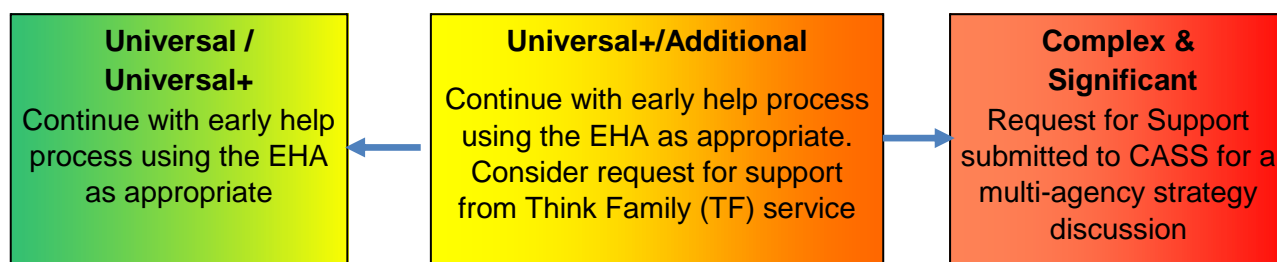 Universal /
Universal+
Continue with early help
process using the EHA
as appropriate
Universal+/Additional
Continue with early help process
using the EHA as appropriate.
Consider request for support
from Think Family (TF) service
Complex &
Significant
Request for Support
submitted to CASS for a
multi-agency strategy
discussion